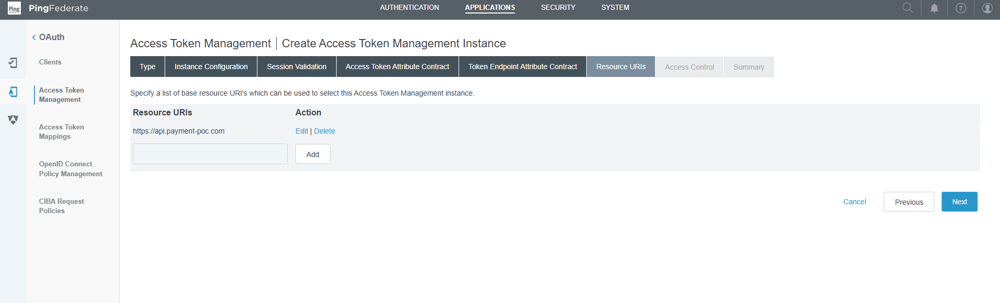 Ping
PingFederate
AUTHENTICATION
APPLICATIONS
SECURITY
SYSTEM
OAuth
Clients
Access Token
Management
Access Token
Mappings
OpenID Connect
Policy Management
CIBA Request
Policies
Access Token Management | Create Access Token Management Instance
Type
Instance Configuration
Session Validation
Access Token Attribute Contract
Token Endpoint Attribute Contract
Resource URIs
Access Control
Summary
Specify a list of base resource URI's which can be used to select this Access Token Management instance.
Resource URIs
Action
https://api.payment-poc.com
Edit | Delete
Add
Cancel
Previous
Next